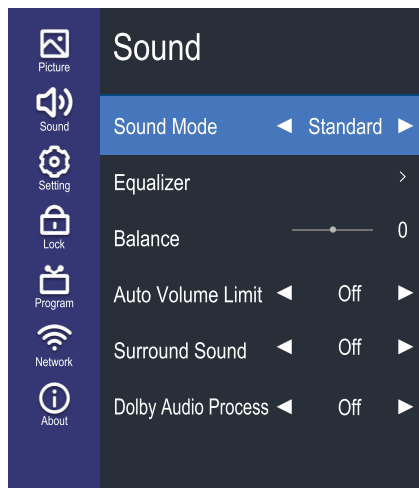 Picture
Sound
Setting
Lock
Program
Network
About
Sound
Sound Mode ◀ Standard ▶
Equalizer >
Balance 0
Auto Volume Limit ◀ Off ▶
Surround Sound ◀ Off ▶
Dolby Audio Process ◀ Off ▶